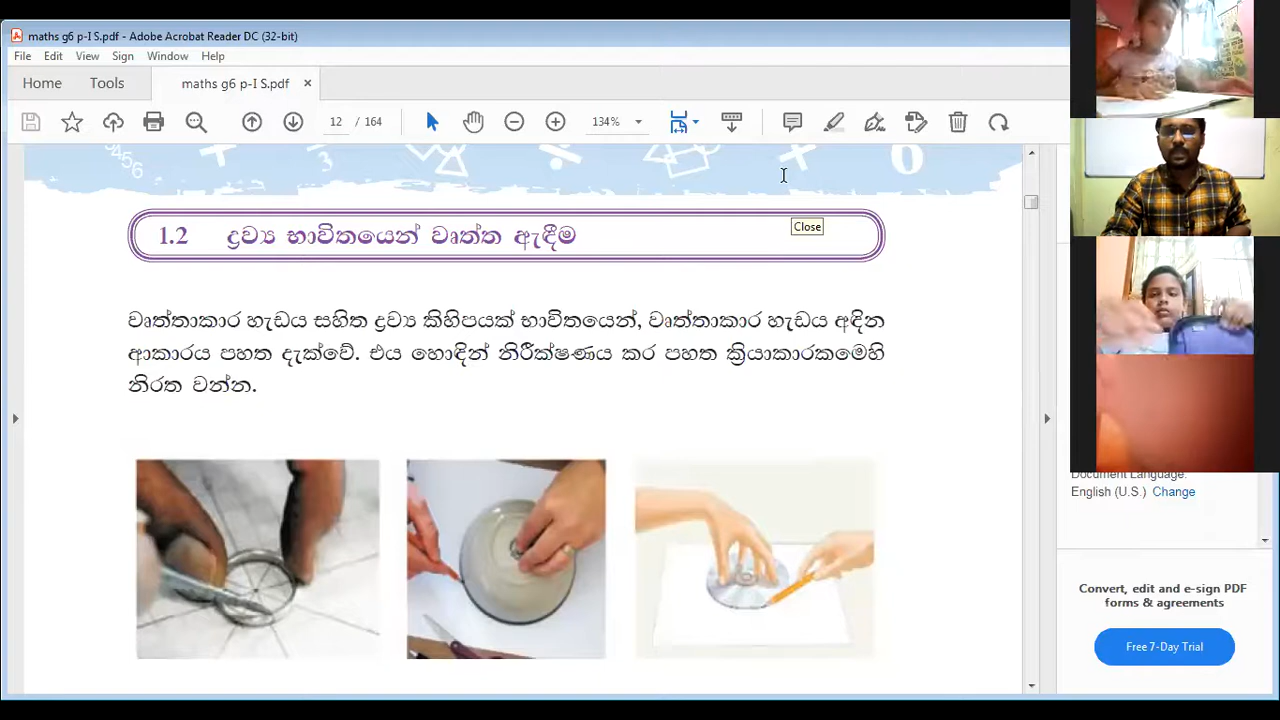 maths g6 p-I S.pdf - Adobe Acrobat Reader DC (32-bit)
File Edit View Sign Window Help
Home Tools maths g6 p-I S.pdf ×
12 / 164 134%
1.2 ද්‍රව්‍ය භාවිතයෙන් වෘත්ත ඇඳීම
Close
වෘත්තාකාර හැඩය සහිත ද්‍රව්‍ය කිහිපයක් භාවිතයෙන්, වෘත්තාකාර හැඩය අඳින
ආකාරය පහත දැක්වේ. එය හොඳින් නිරීක්ෂණය කර පහත ක්‍රියාකාරකමෙහි
නිරත වන්න.
Document Language:
English (U.S.) Change
Convert, edit and e-sign PDF
forms & agreements
Free 7-Day Trial